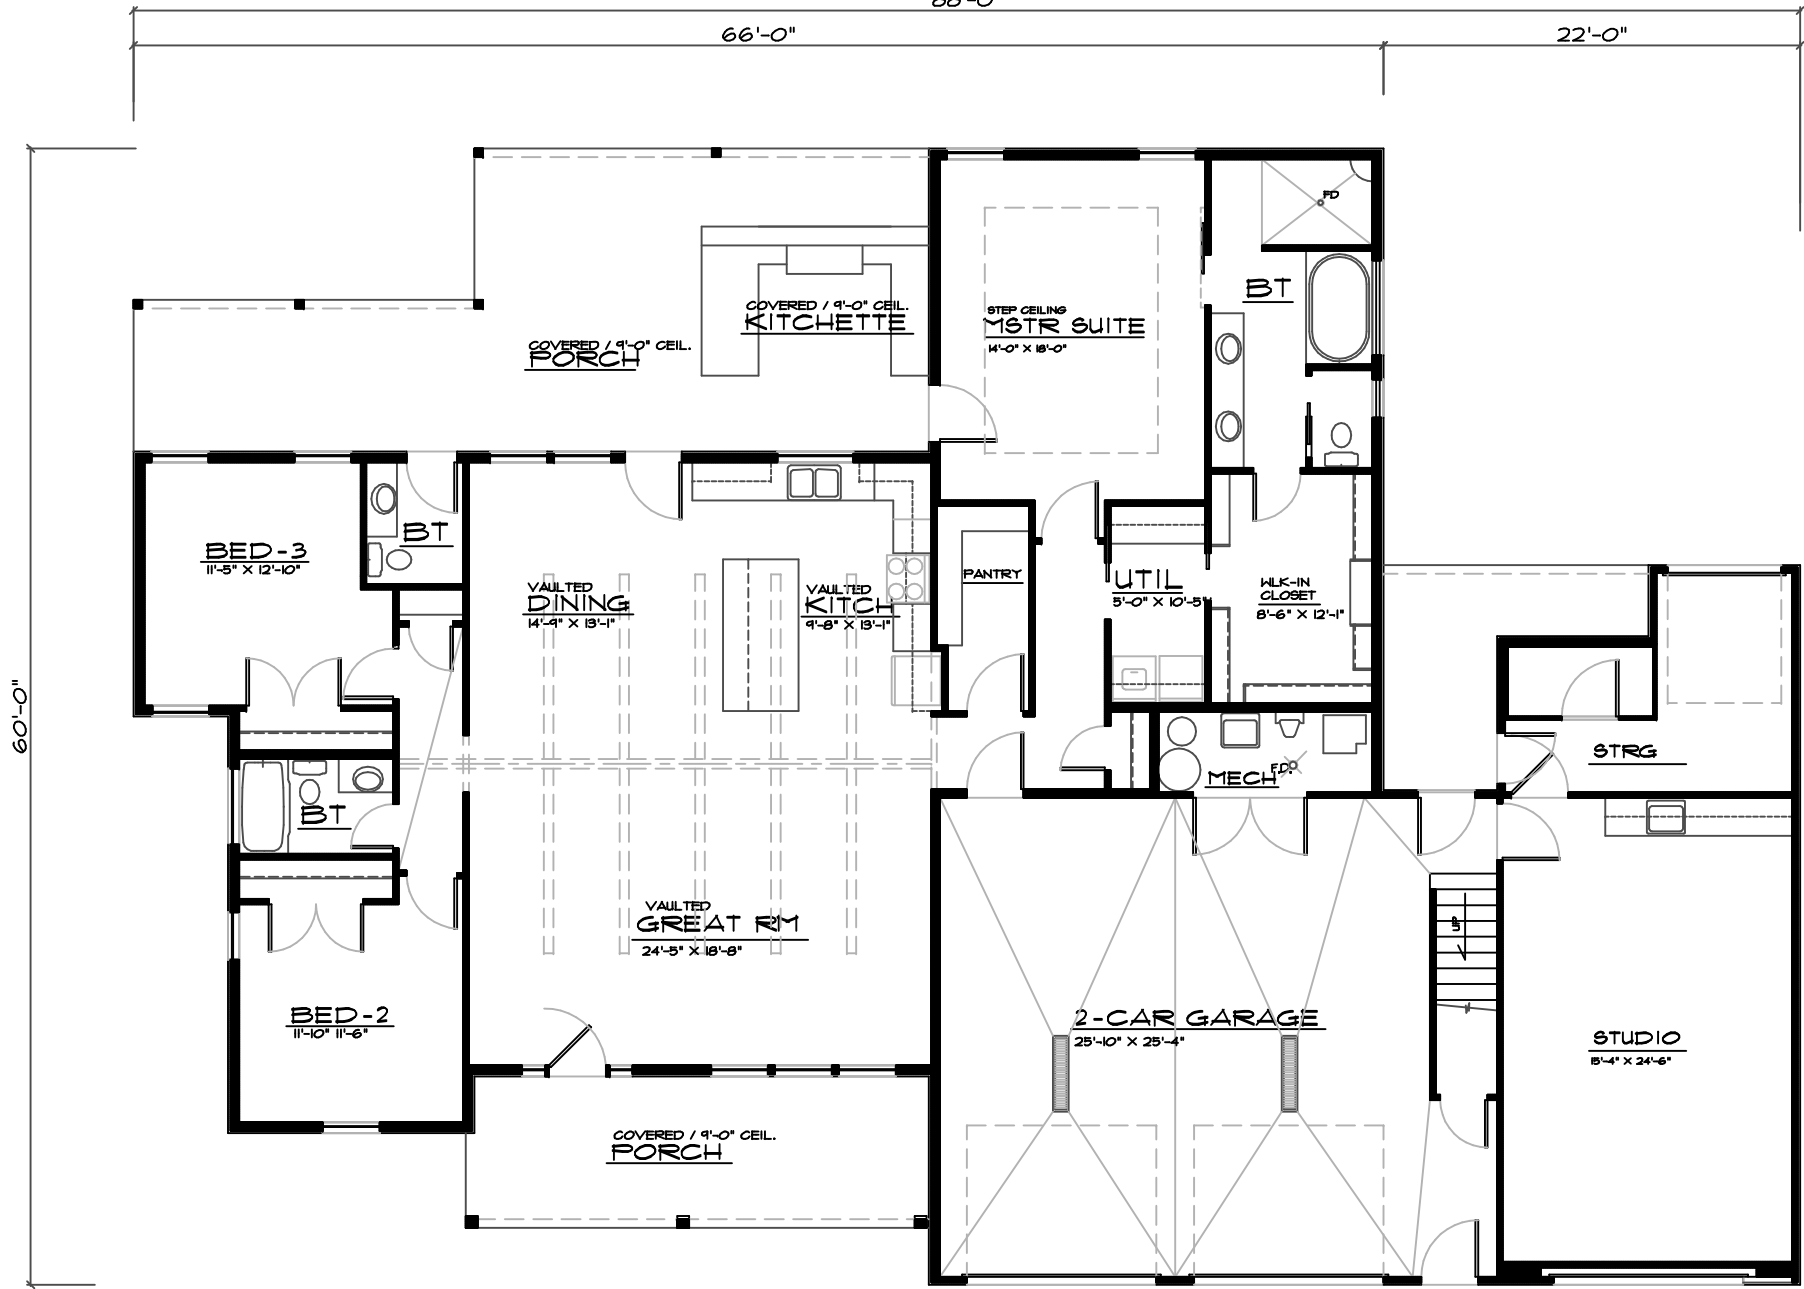 66'-0"
22'-0"
60'-0"
FD
BT
COVERED / 9'-0" CEIL.
KITCHETTE
STEP CEILING
MSTR SUITE
14'-0" X 18'-0"
COVERED / 9'-0" CEIL.
PORCH
BT
BED-3
11'-5" X 12'-10"
PANTRY
VAULTED
DINING
14'-9" X 13'-1"
VAULTED
KITCH
9'-8" X 13'-1"
UTIL
5'-0" X 10'-5"
WLK-IN
CLOSET
8'-6" X 12'-1"
STRG
MECH
F.D.
BT
VAULTED
GREAT RM
24'-5" X 18'-8"
UP
BED-2
11'-10" 11'-6"
2-CAR GARAGE
25'-10" X 25'-4"
STUDIO
15'-4" X 24'-6"
COVERED / 9'-0" CEIL.
PORCH